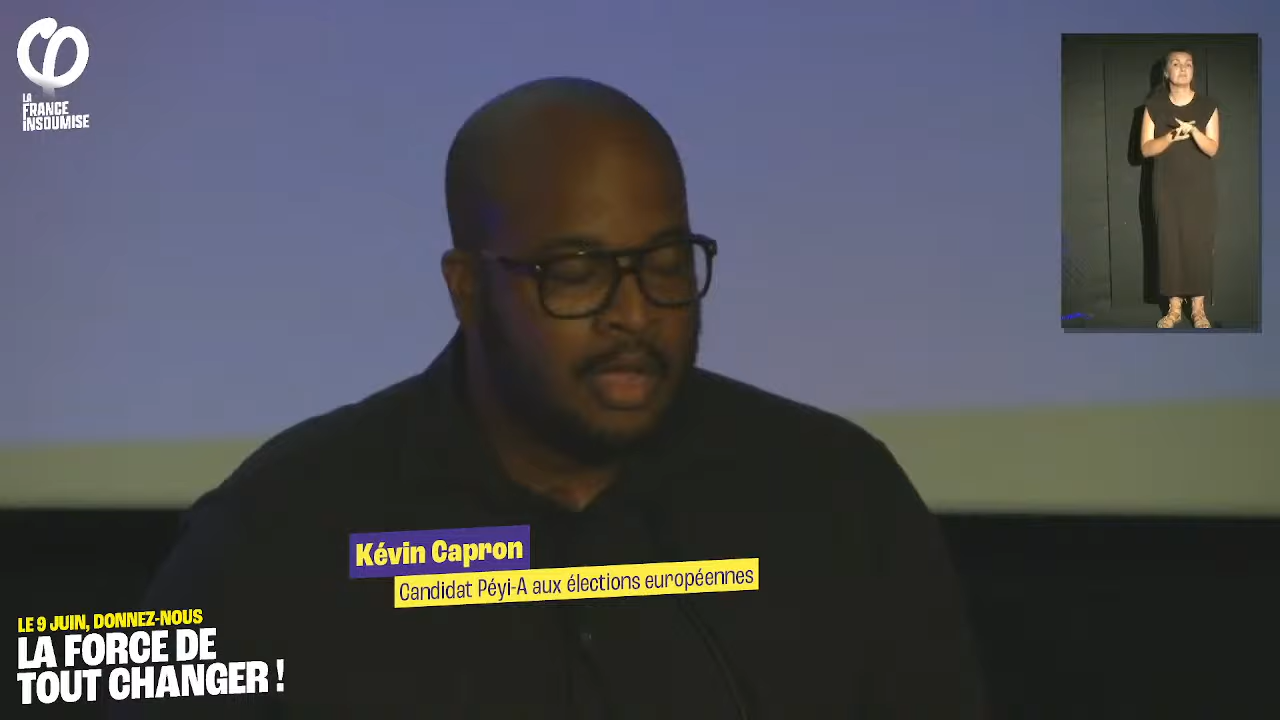 LA
FRANCE
INSOUMISE
Kévin Capron
Candidat Péyi-A aux élections européennes
LE 9 JUIN, DONNEZ-NOUS
LA FORCE DE
TOUT CHANGER !